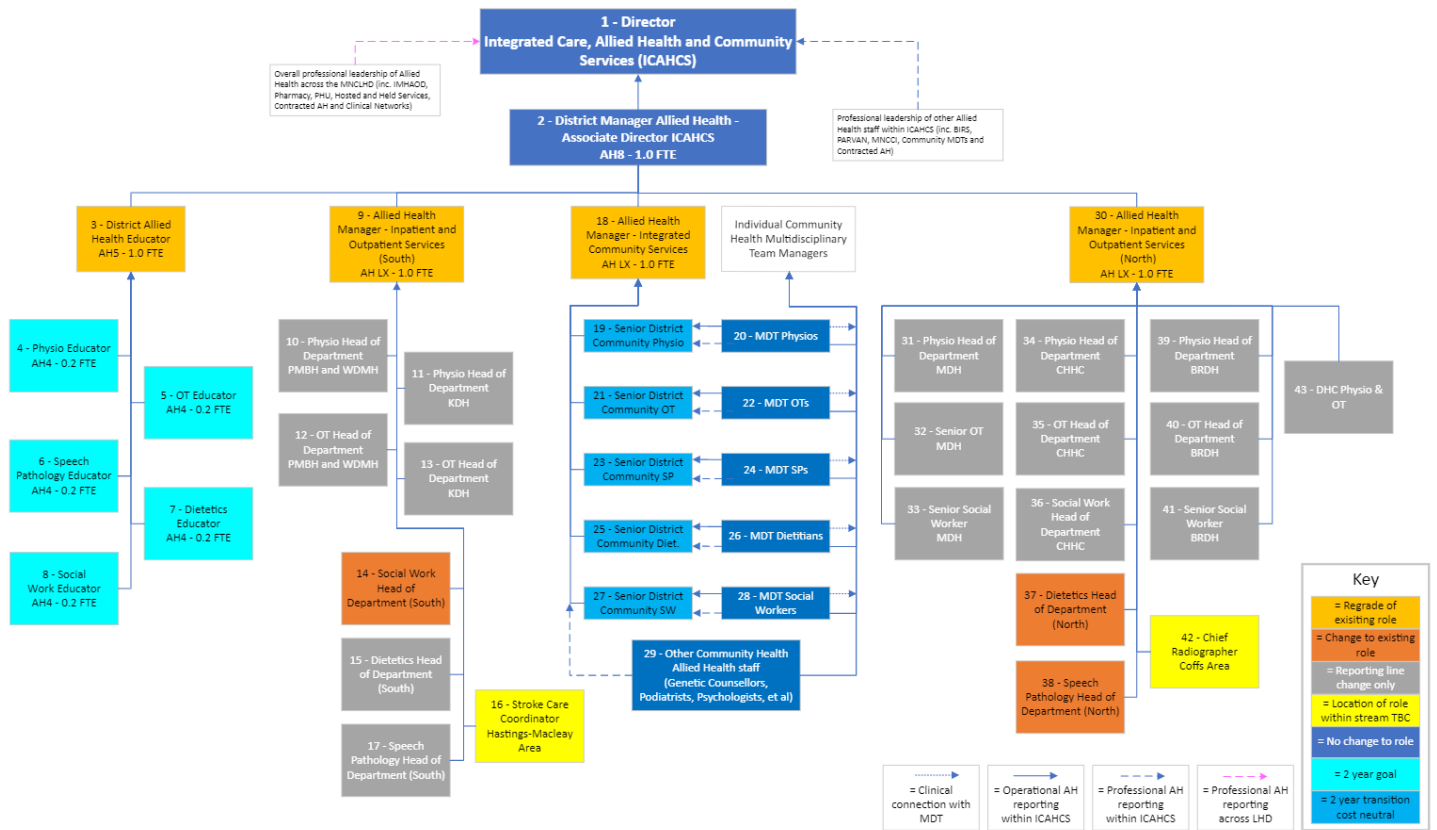 1 - Director
Integrated Care, Allied Health and Community
Services (ICAHCS)
Overall professional leadership of Allied
Health across the MNCLHD (inc. IMHAOD,
Pharmacy, PHU, Hosted and Held Services,
Contracted AH and Clinical Networks)
Professional leadership of other Allied
Health staff within ICAHCS (inc. BIRS,
PARVAN, MNCCI, Community MDTs and
Contracted AH)
2 - District Manager Allied Health -
Associate Director ICAHCS
AH8 - 1.0 FTE
3 - District Allied
Health Educator
AH5 - 1.0 FTE
9 - Allied Health
Manager - Inpatient and
Outpatient Services
(South)
AH LX - 1.0 FTE
18 - Allied Health
Manager - Integrated
Community Services
AH LX - 1.0 FTE
Individual Community
Health Multidisciplinary
Team Managers
30 - Allied Health
Manager - Inpatient and
Outpatient Services
(North)
AH LX - 1.0 FTE
4 - Physio Educator
AH4 - 0.2 FTE
5 - OT Educator
AH4 - 0.2 FTE
6 - Speech
Pathology Educator
AH4 - 0.2 FTE
7 - Dietetics
Educator
AH4 - 0.2 FTE
8 - Social
Work Educator
AH4 - 0.2 FTE
10 - Physio Head of
Department
PMBH and WDMH
11 - Physio Head of
Department
KDH
12 - OT Head of
Department
PMBH and WDMH
13 - OT Head of
Department
KDH
14 - Social Work
Head of
Department (South)
15 - Dietetics Head
of Department
(South)
16 - Stroke Care
Coordinator
Hastings-Macleay
Area
17 - Speech
Pathology Head of
Department (South)
19 - Senior District
Community Physio
20 - MDT Physios
21 - Senior District
Community OT
22 - MDT OTs
23 - Senior District
Community SP
24 - MDT SPs
25 - Senior District
Community Diet.
26 - MDT Dietitians
27 - Senior District
Community SW
28 - MDT Social
Workers
29 - Other Community Health
Allied Health staff
(Genetic Counsellors,
Podiatrists, Psychologists, et al)
31 - Physio Head of
Department
MDH
34 - Physio Head of
Department
CHHC
39 - Physio Head of
Department
BRDH
43 - DHC Physio &
OT
32 - Senior OT
MDH
35 - OT Head of
Department
CHHC
40 - OT Head of
Department
BRDH
33 - Senior Social
Worker
MDH
36 - Social Work
Head of
Department
CHHC
41 - Senior Social
Worker
BRDH
37 - Dietetics Head
of Department
(North)
42 - Chief
Radiographer
Coffs Area
38 - Speech
Pathology Head of
Department (North)
= Clinical
connection with
MDT
= Operational AH
reporting
within ICAHCS
= Professional AH
reporting
within ICAHCS
= Professional AH
reporting
across LHD
Key
= Regrade of
exisiting role
= Change to existing
role
= Reporting line
change only
= Location of role
within stream TBC
= No change to role
= 2 year goal
= 2 year transition
cost neutral